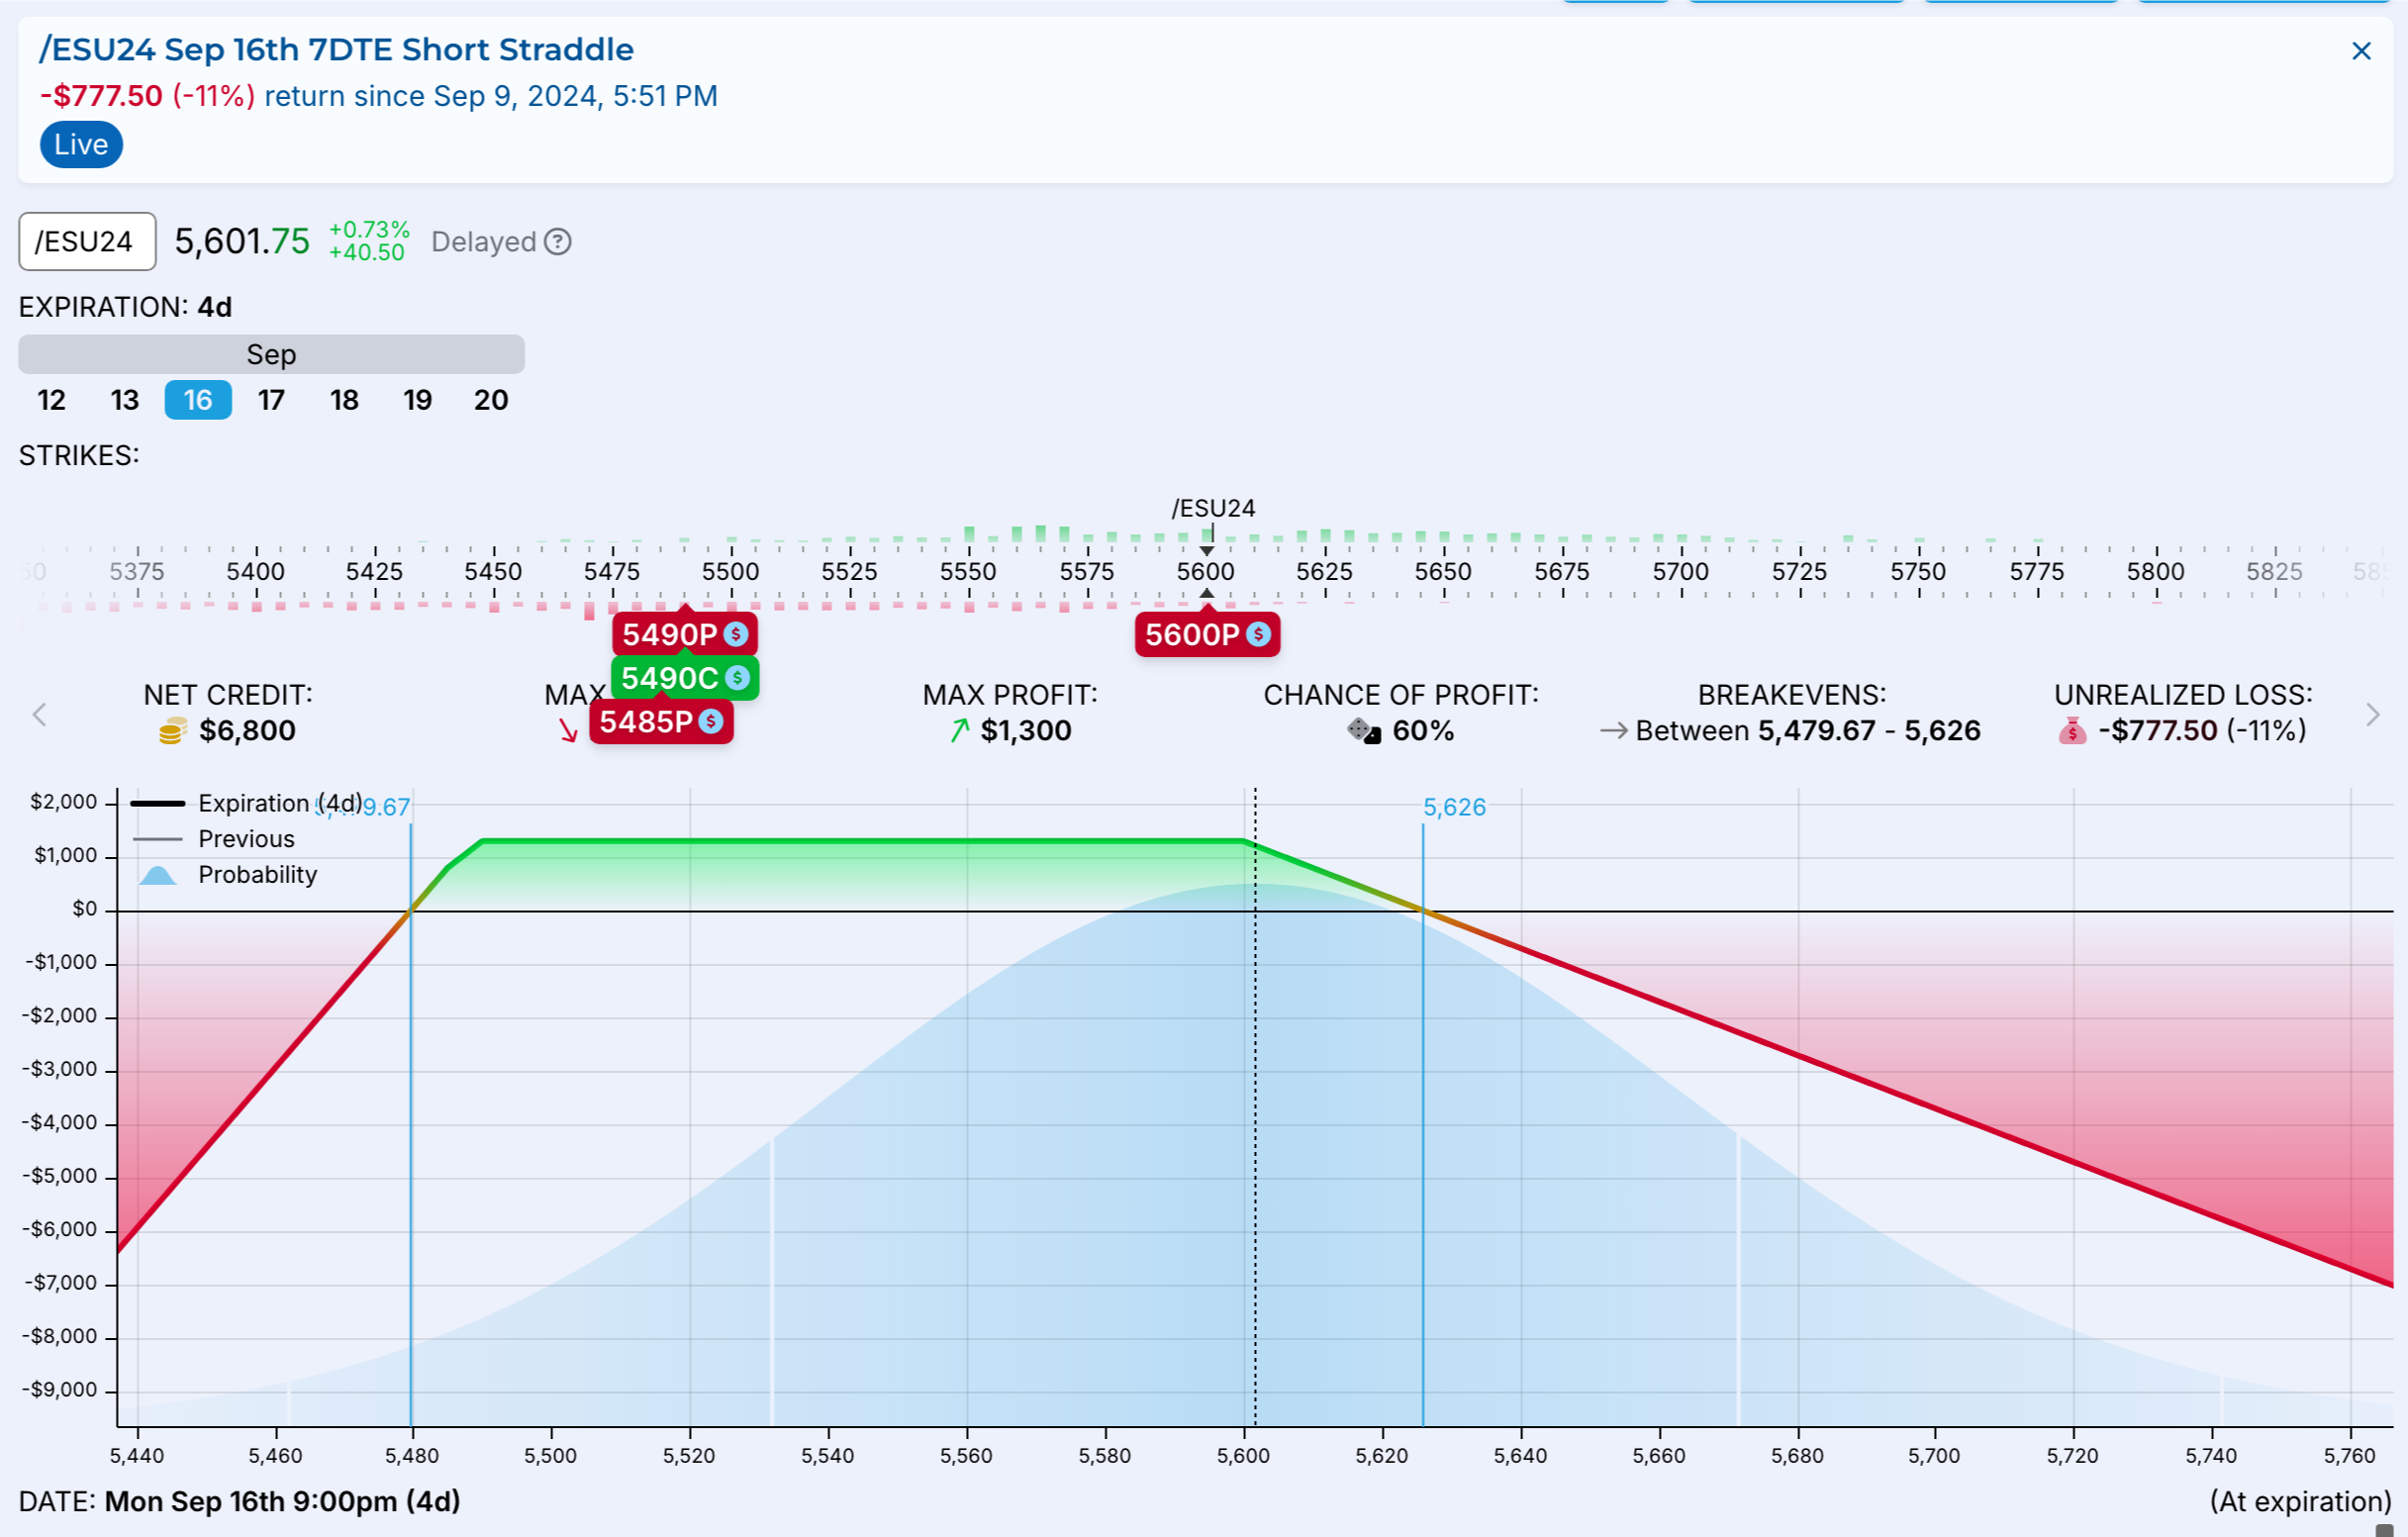 /ESU24 Sep 16th 7DTE Short Straddle
-$777.50 (-11%) return since Sep 9, 2024, 5:51 PM
Live
/ESU24 5,601.75 +0.73% +40.50 Delayed ?
EXPIRATION: 4d
Sep
12 13 16 17 18 19 20
STRIKES:
/ESU24
5375 5400 5425 5450 5475 5500 5525 5550 5575 5600 5625 5650 5675 5700 5725 5750 5775 5800 5825
5490P $ 5600P $
5490C $
5485P $
NET CREDIT: MAX MAX PROFIT: CHANCE OF PROFIT: BREAKEVENS: UNREALIZED LOSS:
$6,800 $1,300 60% Between 5,479.67 - 5,626 -$777.50 (-11%)
Expiration (4d)
Previous
Probability
5,626
$2,000
$1,000
$0
-$1,000
-$2,000
-$3,000
-$4,000
-$5,000
-$6,000
-$7,000
-$8,000
-$9,000
5,440 5,460 5,480 5,500 5,520 5,540 5,560 5,580 5,600 5,620 5,640 5,660 5,680 5,700 5,720 5,740 5,760
DATE: Mon Sep 16th 9:00pm (4d) (At expiration)